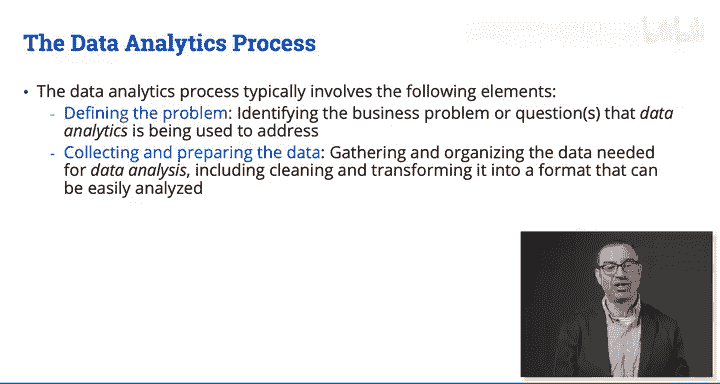 The Data Analytics Process
• The data analytics process typically involves the following elements:
- Defining the problem: Identifying the business problem or question(s) that data
analytics is being used to address
- Collecting and preparing the data: Gathering and organizing the data needed
for data analysis, including cleaning and transforming it into a format that can
be easily analyzed